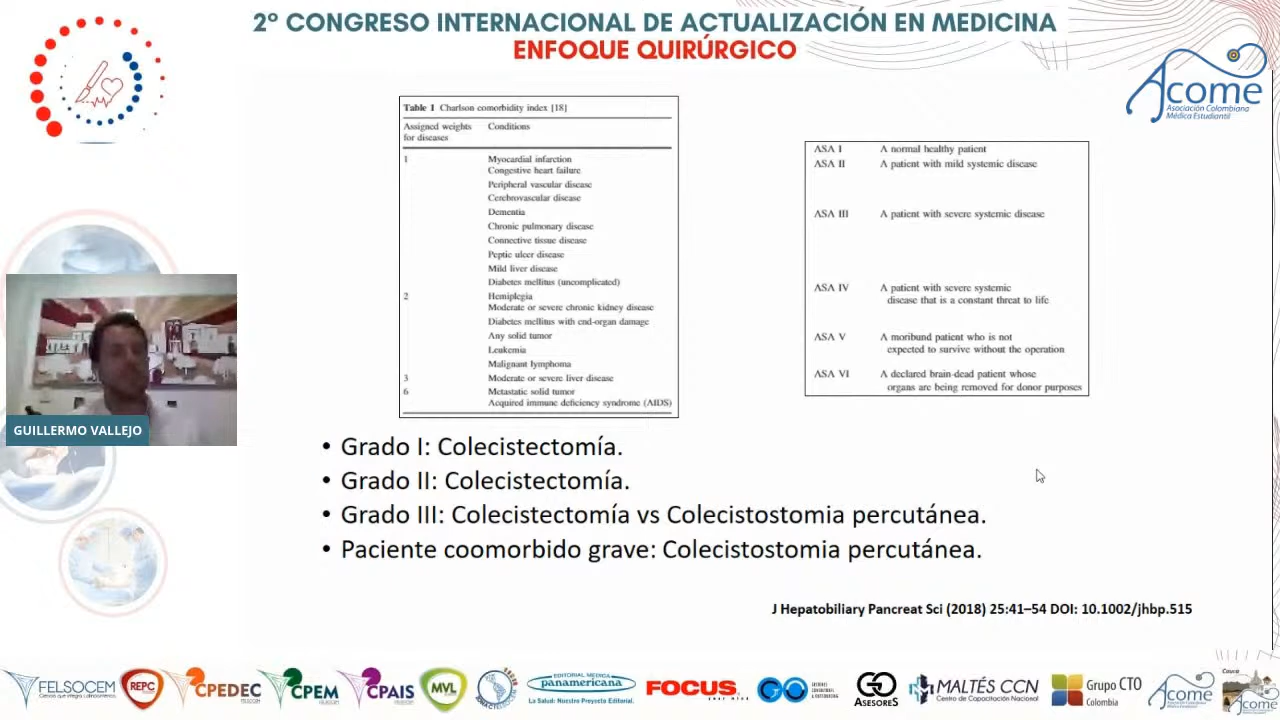 2° CONGRESO INTERNACIONAL DE ACTUALIZACIÓN EN MEDICINA
ENFOQUE QUIRÚRGICO
Acome
Asociación Colombiana
Médica Estudiantil
Table 1 Charlson comorbidity index [18]
Assigned weights for diseases Conditions
1 Myocardial infarction
Congestive heart failure
Peripheral vascular disease
Cerebrovascular disease
Dementia
Chronic pulmonary disease
Connective tissue disease
Peptic ulcer disease
Mild liver disease
Diabetes mellitus (uncomplicated)
2 Hemiplegia
Moderate or severe chronic kidney disease
Diabetes mellitus with end-organ damage
Any solid tumor
Leukemia
Malignant lymphoma
3 Moderate or severe liver disease
6 Metastatic solid tumor
Acquired immune deficiency syndrome (AIDS)
ASA I A normal healthy patient
ASA II A patient with mild systemic disease
ASA III A patient with severe systemic disease
ASA IV A patient with severe systemic
disease that is a constant threat to life
ASA V A moribund patient who is not
expected to survive without the operation
ASA VI A declared brain-dead patient whose
organs are being removed for donor purposes
GUILLERMO VALLEJO
• Grado I: Colecistectomía.
• Grado II: Colecistectomía.
• Grado III: Colecistectomía vs Colecistostomia percutánea.
• Paciente coomorbido grave: Colecistostomia percutánea.
J Hepatobiliary Pancreat Sci (2018) 25:41–54 DOI: 10.1002/jhbp.515
FELSOCEM
REPC
CPEDEC
CPEM
CPAIS
MVL
EDITORIAL MEDICA
panamericana
La Salud: Nuestro Proyecto Editorial.
FOCUS
GO
GO
ASESORES
MALTÉS CCN
Centro de Capacitación Nacional
Grupo CTO
Colombia
Acome
Cauca
Acome